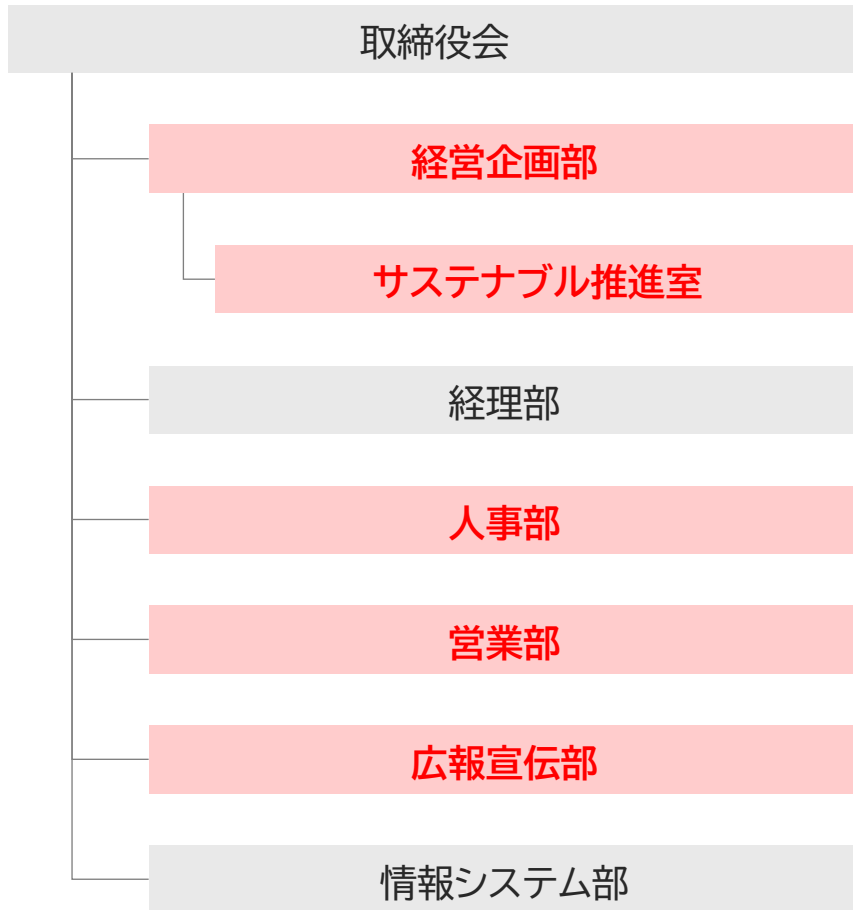 取締役会
経営企画部
サステナブル推進室
経理部
人事部
営業部
広報宣伝部
情報システム部